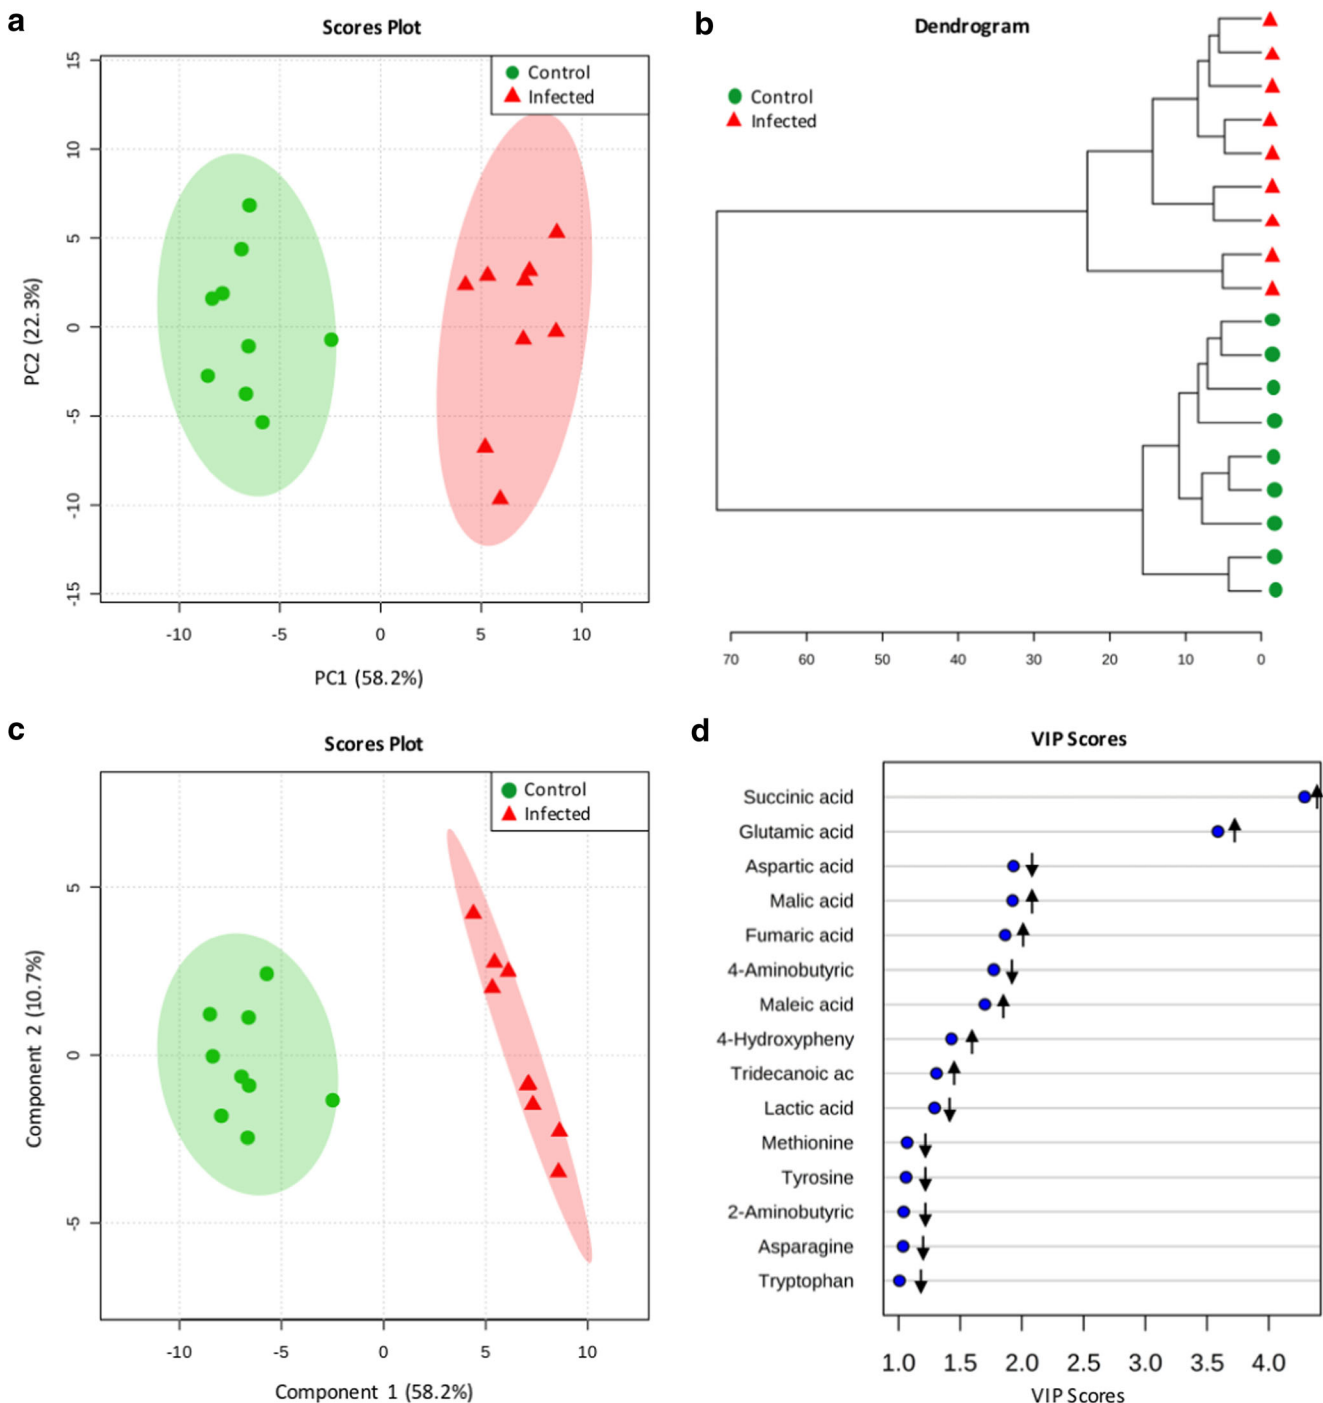 a
Scores Plot
Control
Infected
15
10
5
0
-5
-10
-15
PC2 (22.3%)
-10 -5 0 5 10
PC1 (58.2%)
b
Dendrogram
Control
Infected
70 60 50 40 30 20 10 0
c
Scores Plot
Control
Infected
5
0
-5
Component 2 (10.7%)
-10 -5 0 5 10
Component 1 (58.2%)
d
VIP Scores
Succinic acid
Glutamic acid
Aspartic acid
Malic acid
Fumaric acid
4-Aminobutyric
Maleic acid
4-Hydroxypheny
Tridecanoic ac
Lactic acid
Methionine
Tyrosine
2-Aminobutyric
Asparagine
Tryptophan
1.0 1.5 2.0 2.5 3.0 3.5 4.0
VIP Scores